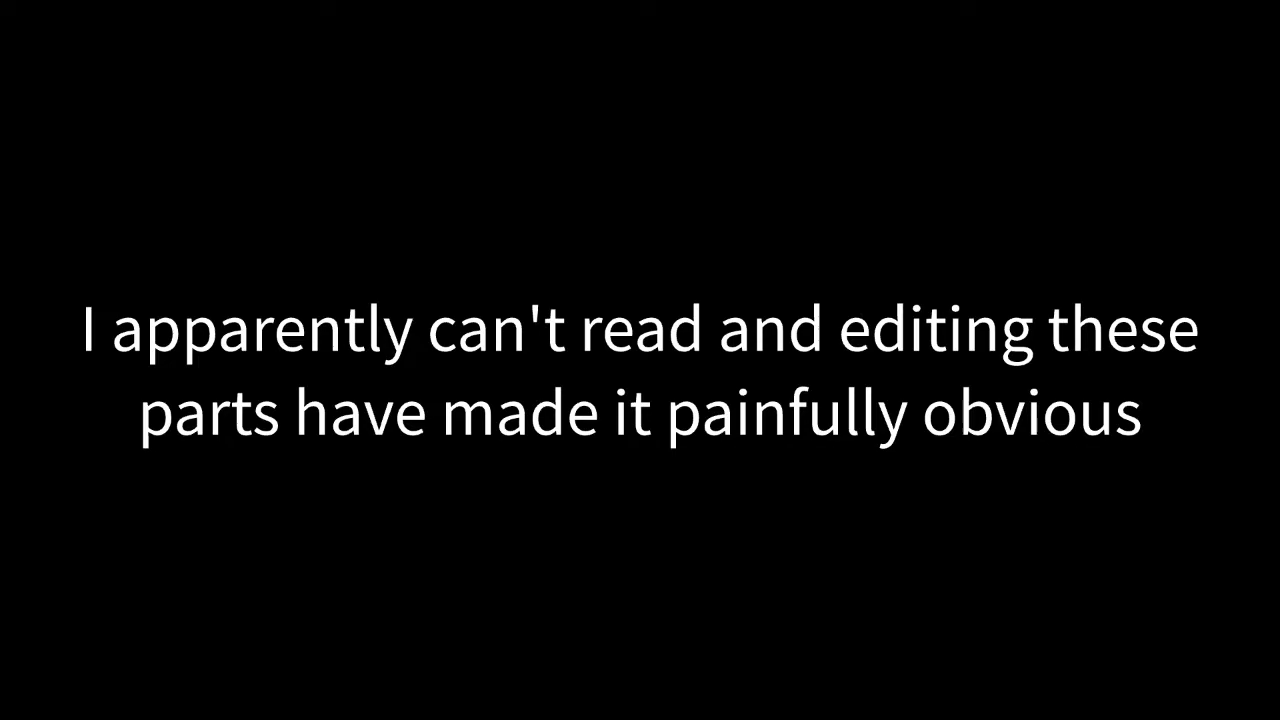 I apparently can't read and editing these
parts have made it painfully obvious